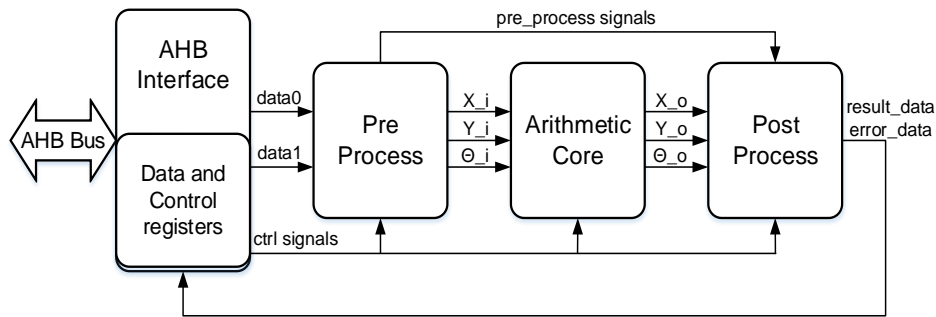 pre_process signals
AHB
Interface
AHB Bus
Data and
Control
registers
data0
data1
ctrl signals
Pre
Process
X_i
Y_i
Θ_i
Arithmetic
Core
X_o
Y_o
Θ_o
Post
Process
result_data
error_data